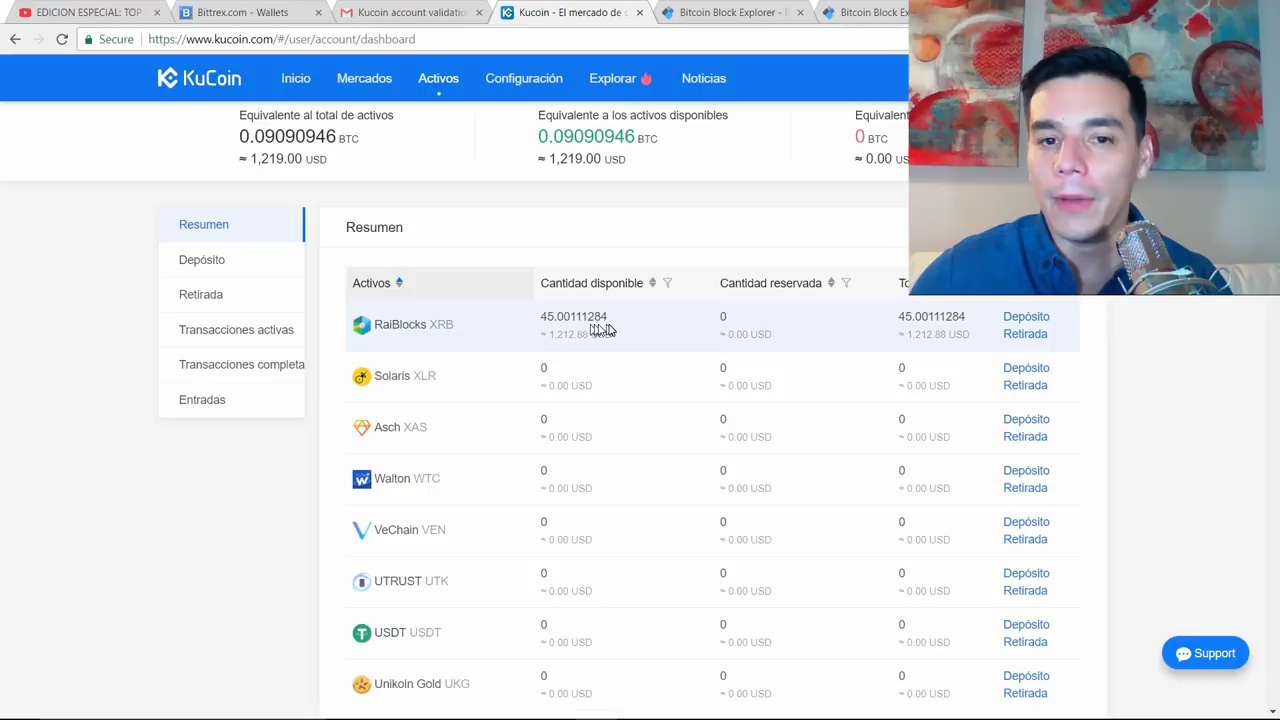 EDICION ESPECIAL: TOP
Bittrex.com - Wallets
Kucoin account validatio
Kucoin - El mercado de c
Bitcoin Block Explorer - B
Bitcoin Block Ex
Secure
https://www.kucoin.com/#/user/account/dashboard
KuCoin
Inicio
Mercados
Activos
Configuración
Explorar
Noticias
Equivalente al total de activos
0.09090946 BTC
≈ 1,219.00 USD
Equivalente a los activos disponibles
0.09090946 BTC
≈ 1,219.00 USD
Equivalent
0 BTC
≈ 0.00 US
Resumen
Depósito
Retirada
Transacciones activas
Transacciones completa
Entradas
Resumen
Activos
Cantidad disponible
Cantidad reservada
To
RaiBlocks XRB
45.00111284
≈ 1,212.88
0
≈ 0.00 USD
45.00111284
≈ 1,212.88 USD
Depósito
Retirada
Solaris XLR
0
≈ 0.00 USD
0
≈ 0.00 USD
0
≈ 0.00 USD
Depósito
Retirada
Asch XAS
0
≈ 0.00 USD
0
≈ 0.00 USD
0
≈ 0.00 USD
Depósito
Retirada
Walton WTC
0
≈ 0.00 USD
0
≈ 0.00 USD
0
≈ 0.00 USD
Depósito
Retirada
VeChain VEN
0
≈ 0.00 USD
0
≈ 0.00 USD
0
≈ 0.00 USD
Depósito
Retirada
UTRUST UTK
0
≈ 0.00 USD
0
≈ 0.00 USD
0
≈ 0.00 USD
Depósito
Retirada
USDT USDT
0
≈ 0.00 USD
0
≈ 0.00 USD
0
≈ 0.00 USD
Depósito
Retirada
Unikoin Gold UKG
0
≈ 0.00 USD
0
≈ 0.00 USD
0
≈ 0.00 USD
Depósito
Retirada
Support